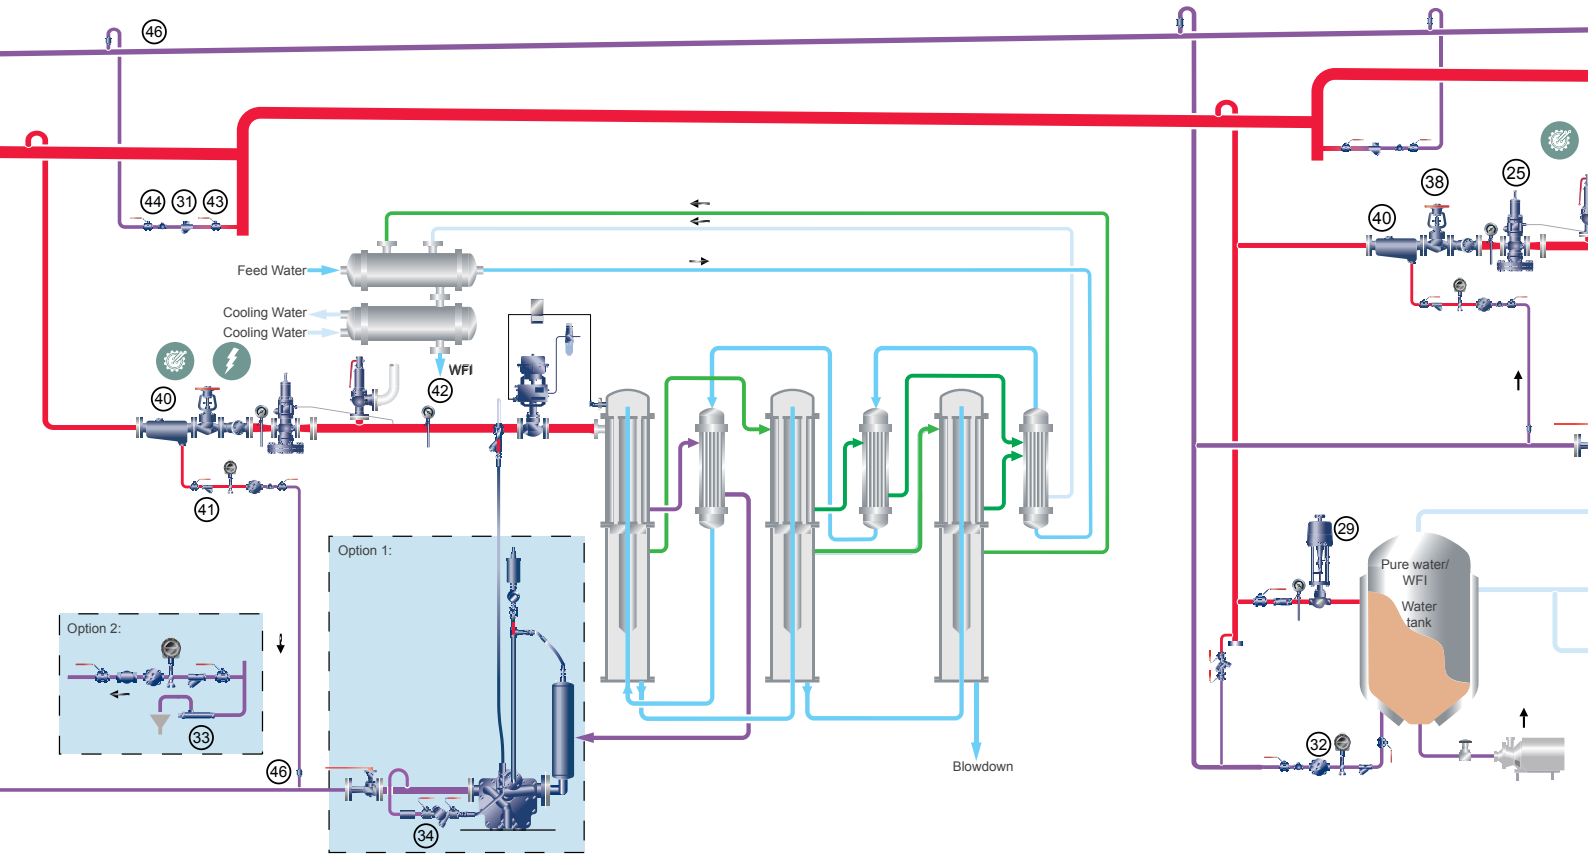 46
44
31
43
38
25
40
Feed Water
Cooling Water
Cooling Water
WFI
42
40
41
Option 1:
29
Pure water/
WFI
Water
tank
Option 2:
33
32
46
Blowdown
34